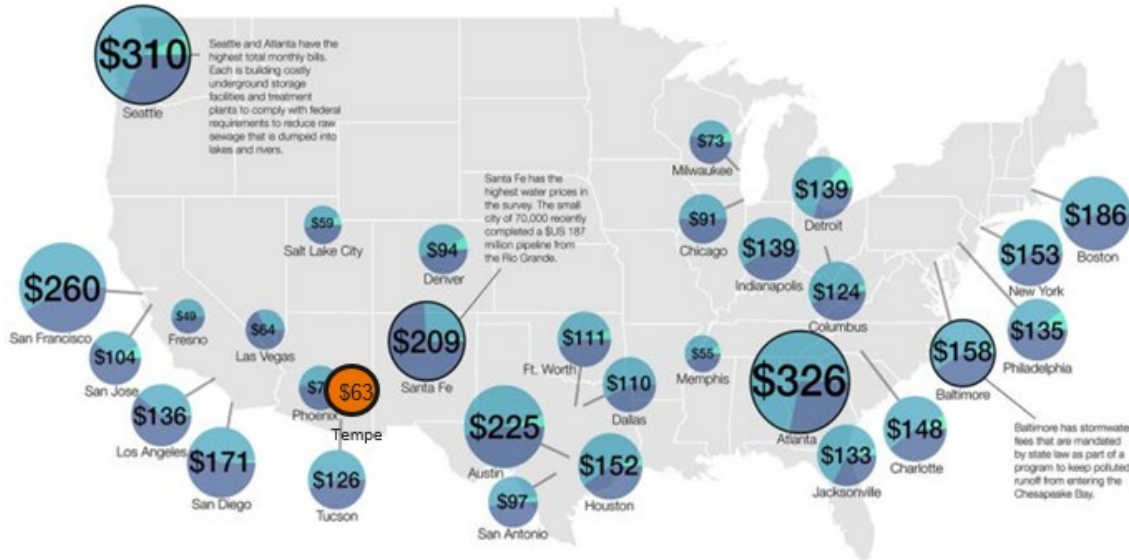 $310
Seattle
Seattle and Atlanta have the
highest total monthly bills.
Each is building costly
underground storage
facilities and treatment
plants to comply with federal
requirements to reduce raw
sewage that is dumped into
lakes and rivers.
$73
Milwaukee
$139
Detroit
Santa Fe has the
highest water prices in
the survey. The small
city of 70,000 recently
completed a $US 187
million pipeline from
the Rio Grande.
$59
Salt Lake City
$94
Denver
$91
Chicago
$139
Indianapolis
$186
Boston
$153
New York
$260
San Francisco
$49
Fresno
$64
Las Vegas
$124
Columbus
$135
Philadelphia
$104
San Jose
$209
Santa Fe
$111
Ft. Worth
$55
Memphis
$158
Baltimore
$7
Phoenix
$63
Tempe
$110
Dallas
$326
Atlanta
$136
Los Angeles
$225
Austin
$148
Charlotte
Baltimore has stormwate
fees that are mandated
by state law as part of a
program to keep polluted
runoff from entering the
Chesapeake Bay.
$171
San Diego
$126
Tucson
$152
Houston
$133
Jacksonville
$97
San Antonio